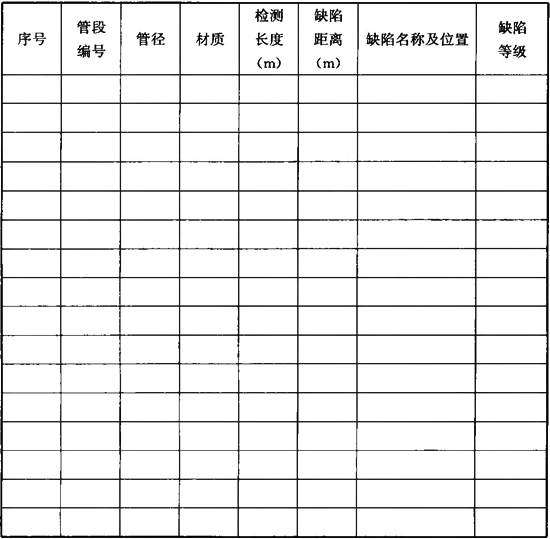 序号
管段
编号
管径
材质
检测
长度
（m）
缺陷
距离
（m）
缺陷名称及位置
缺陷
等级